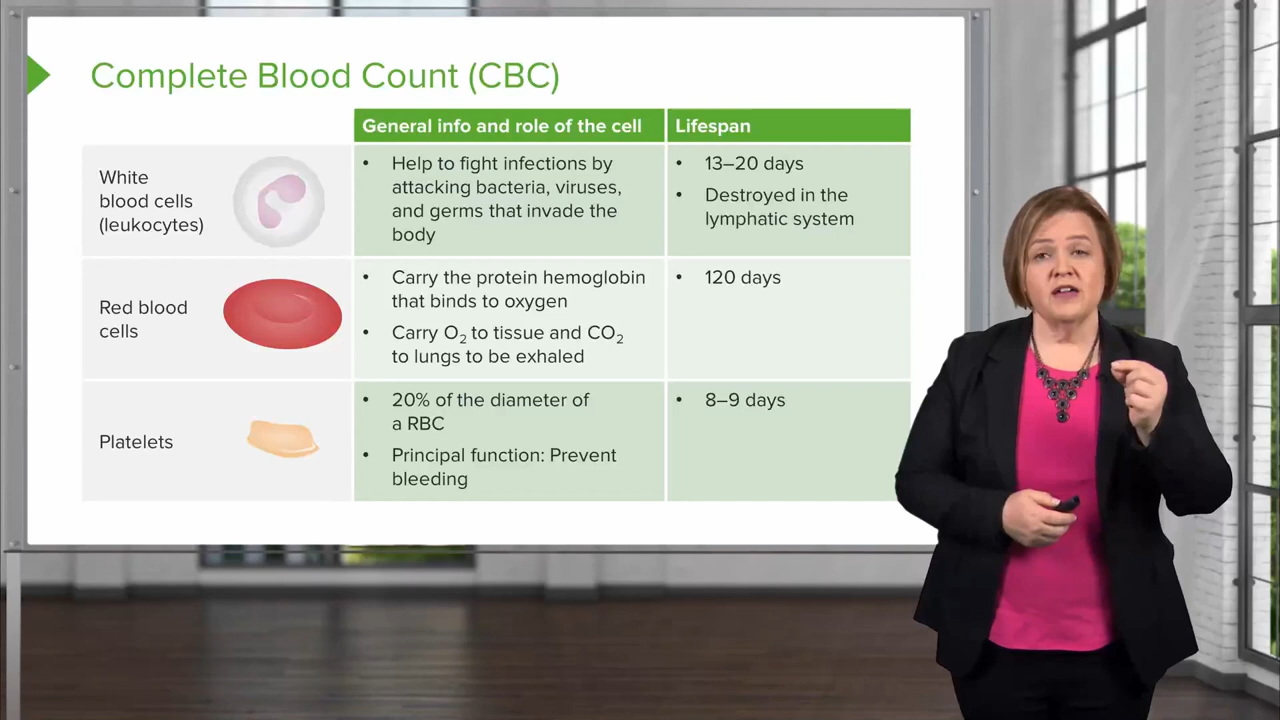 Complete Blood Count (CBC)
General info and role of the cell
Lifespan
White
blood cells
(leukocytes)
• Help to fight infections by
attacking bacteria, viruses,
and germs that invade the
body
• 13–20 days
• Destroyed in the
lymphatic system
Red blood
cells
• Carry the protein hemoglobin
that binds to oxygen
• Carry O₂ to tissue and CO₂
to lungs to be exhaled
• 120 days
Platelets
• 20% of the diameter of
a RBC
• Principal function: Prevent
bleeding
• 8–9 days